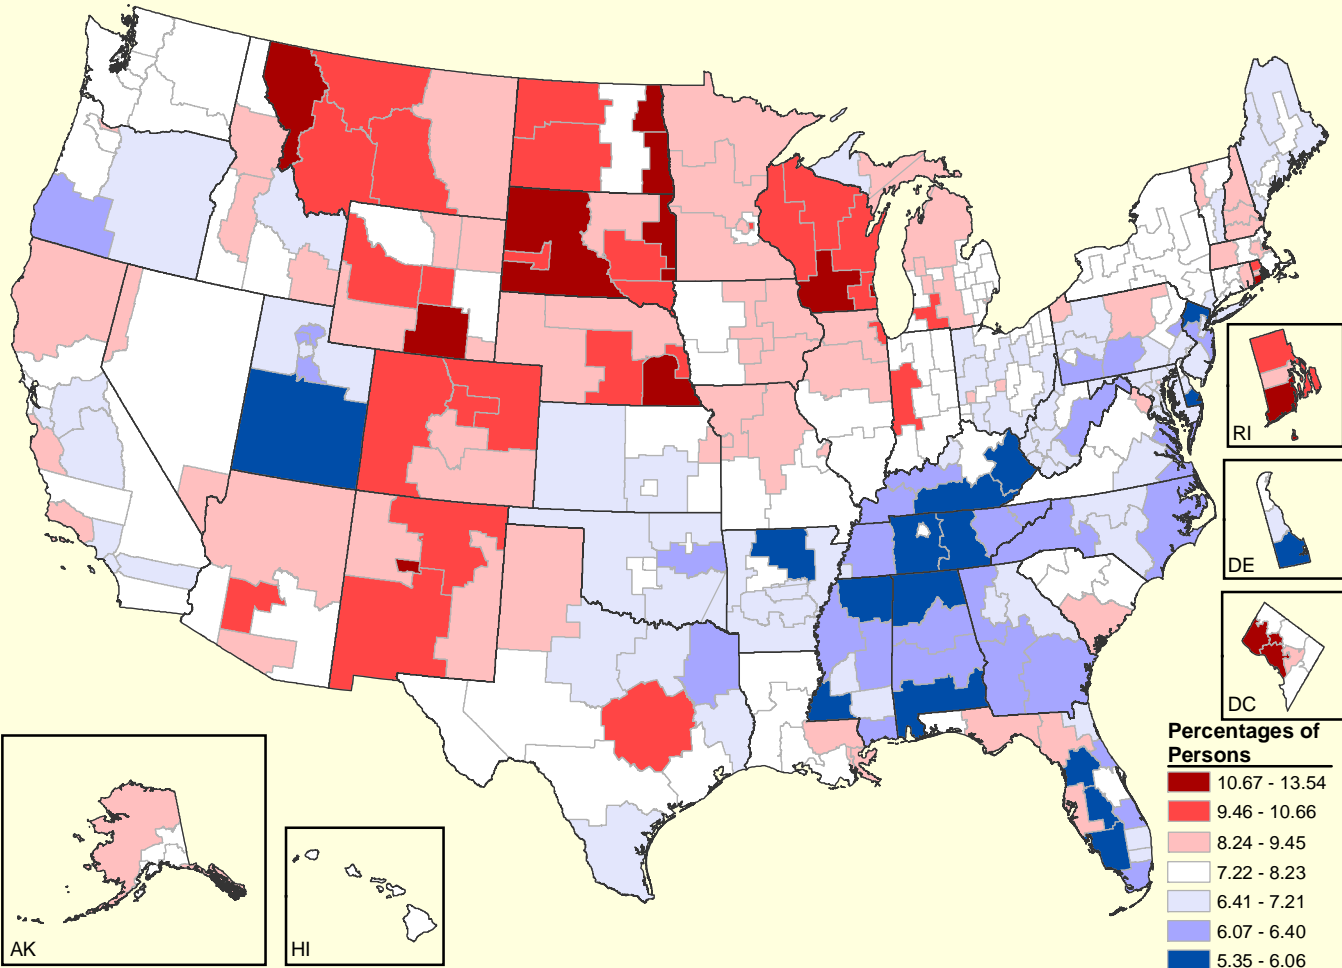 RI
DE
DC
AK
HI
Percentages of
Persons
10.67 - 13.54
9.46 - 10.66
8.24 - 9.45
7.22 - 8.23
6.41 - 7.21
6.07 - 6.40
5.35 - 6.06